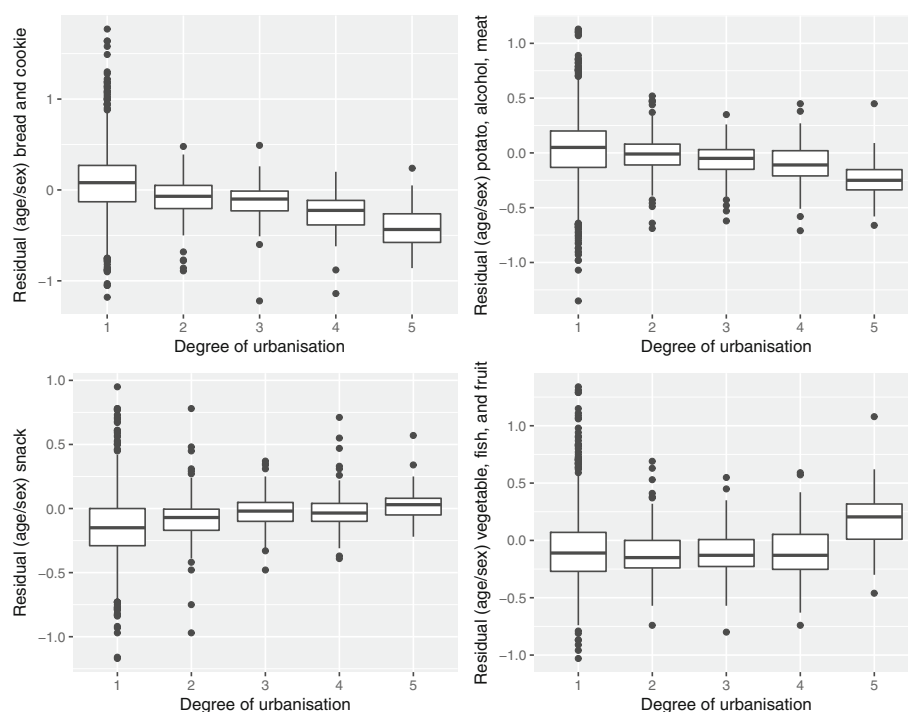 Residual (age/sex) bread and cookie
1
0
−1
1 2 3 4 5
Degree of urbanisation
Residual (age/sex) potato, alcohol, meat
1.0
0.5
0.0
−0.5
−1.0
1 2 3 4 5
Degree of urbanisation
Residual (age/sex) snack
1.0
0.5
0.0
−0.5
−1.0
1 2 3 4 5
Degree of urbanisation
Residual (age/sex) vegetable, fish, and fruit
1.0
0.5
0.0
−0.5
−1.0
1 2 3 4 5
Degree of urbanisation